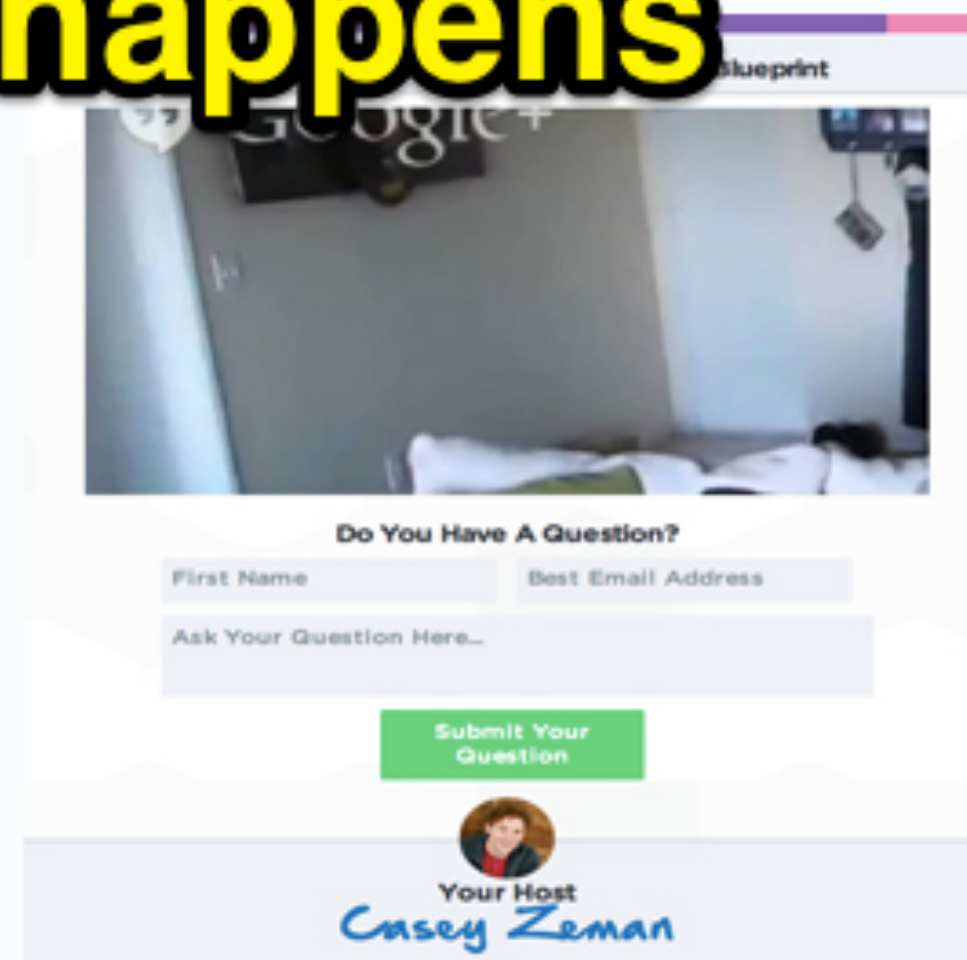 happens
Blueprint
Google+
Do You Have A Question?
First Name
Best Email Address
Ask Your Question Here...
Submit Your
Question
Your Host
Casey Zeman